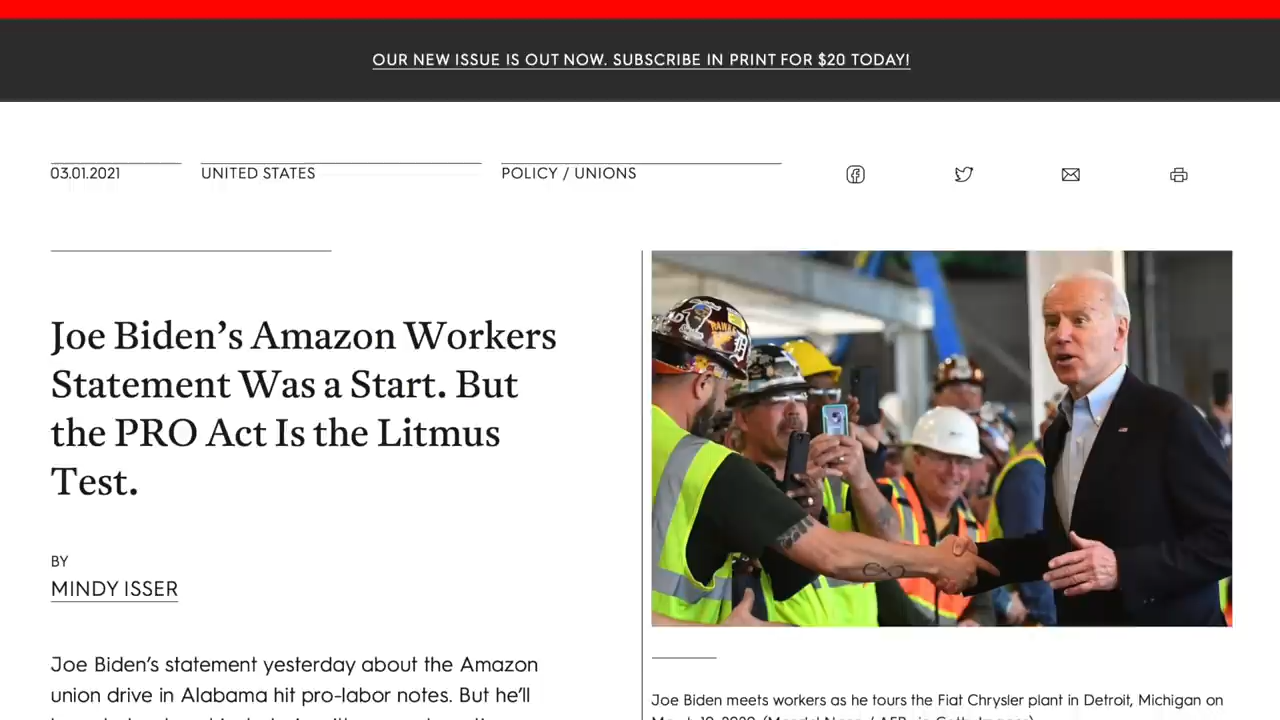 OUR NEW ISSUE IS OUT NOW. SUBSCRIBE IN PRINT FOR $20 TODAY!
03.01.2021
UNITED STATES
POLICY / UNIONS
Joe Biden’s Amazon Workers
Statement Was a Start. But
the PRO Act Is the Litmus
Test.
BY
MINDY ISSER
Joe Biden’s statement yesterday about the Amazon
union drive in Alabama hit pro-labor notes. But he’ll
Joe Biden meets workers as he tours the Fiat Chrysler plant in Detroit, Michigan on